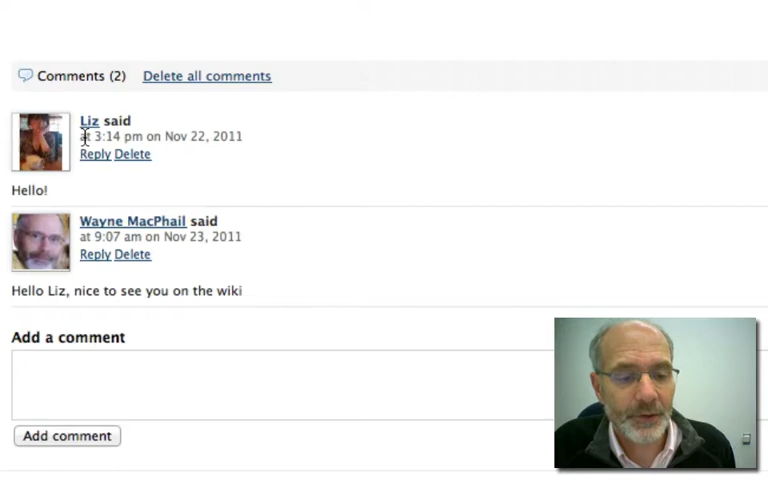 Comments (2) Delete all comments
Liz said
at 3:14 pm on Nov 22, 2011
Reply Delete
Hello!
Wayne MacPhail said
at 9:07 am on Nov 23, 2011
Reply Delete
Hello Liz, nice to see you on the wiki
Add a comment
Add comment